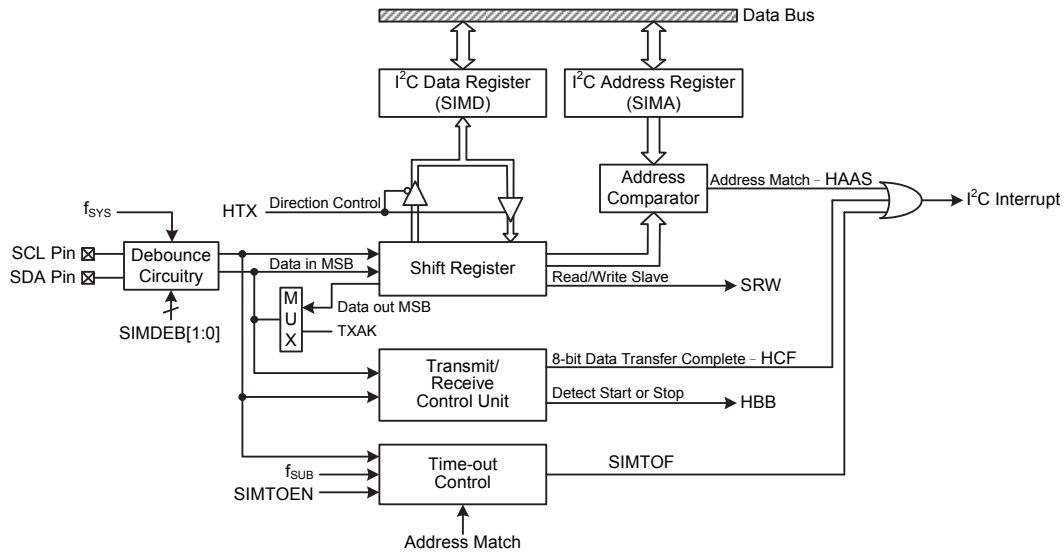 Data Bus
I²C Data Register
(SIMD)
I²C Address Register
(SIMA)
Address
Comparator
Address Match – HAAS
I²C Interrupt
HTX
Direction Control
fSYS
SCL Pin
SDA Pin
Debounce
Circuitry
SIMDEB[1:0]
Data in MSB
Shift Register
Read/Write Slave
SRW
Data out MSB
MUX
TXAK
Transmit/
Receive
Control Unit
8-bit Data Transfer Complete – HCF
Detect Start or Stop
HBB
fSUB
SIMTOEN
Time-out
Control
SIMTOF
Address Match